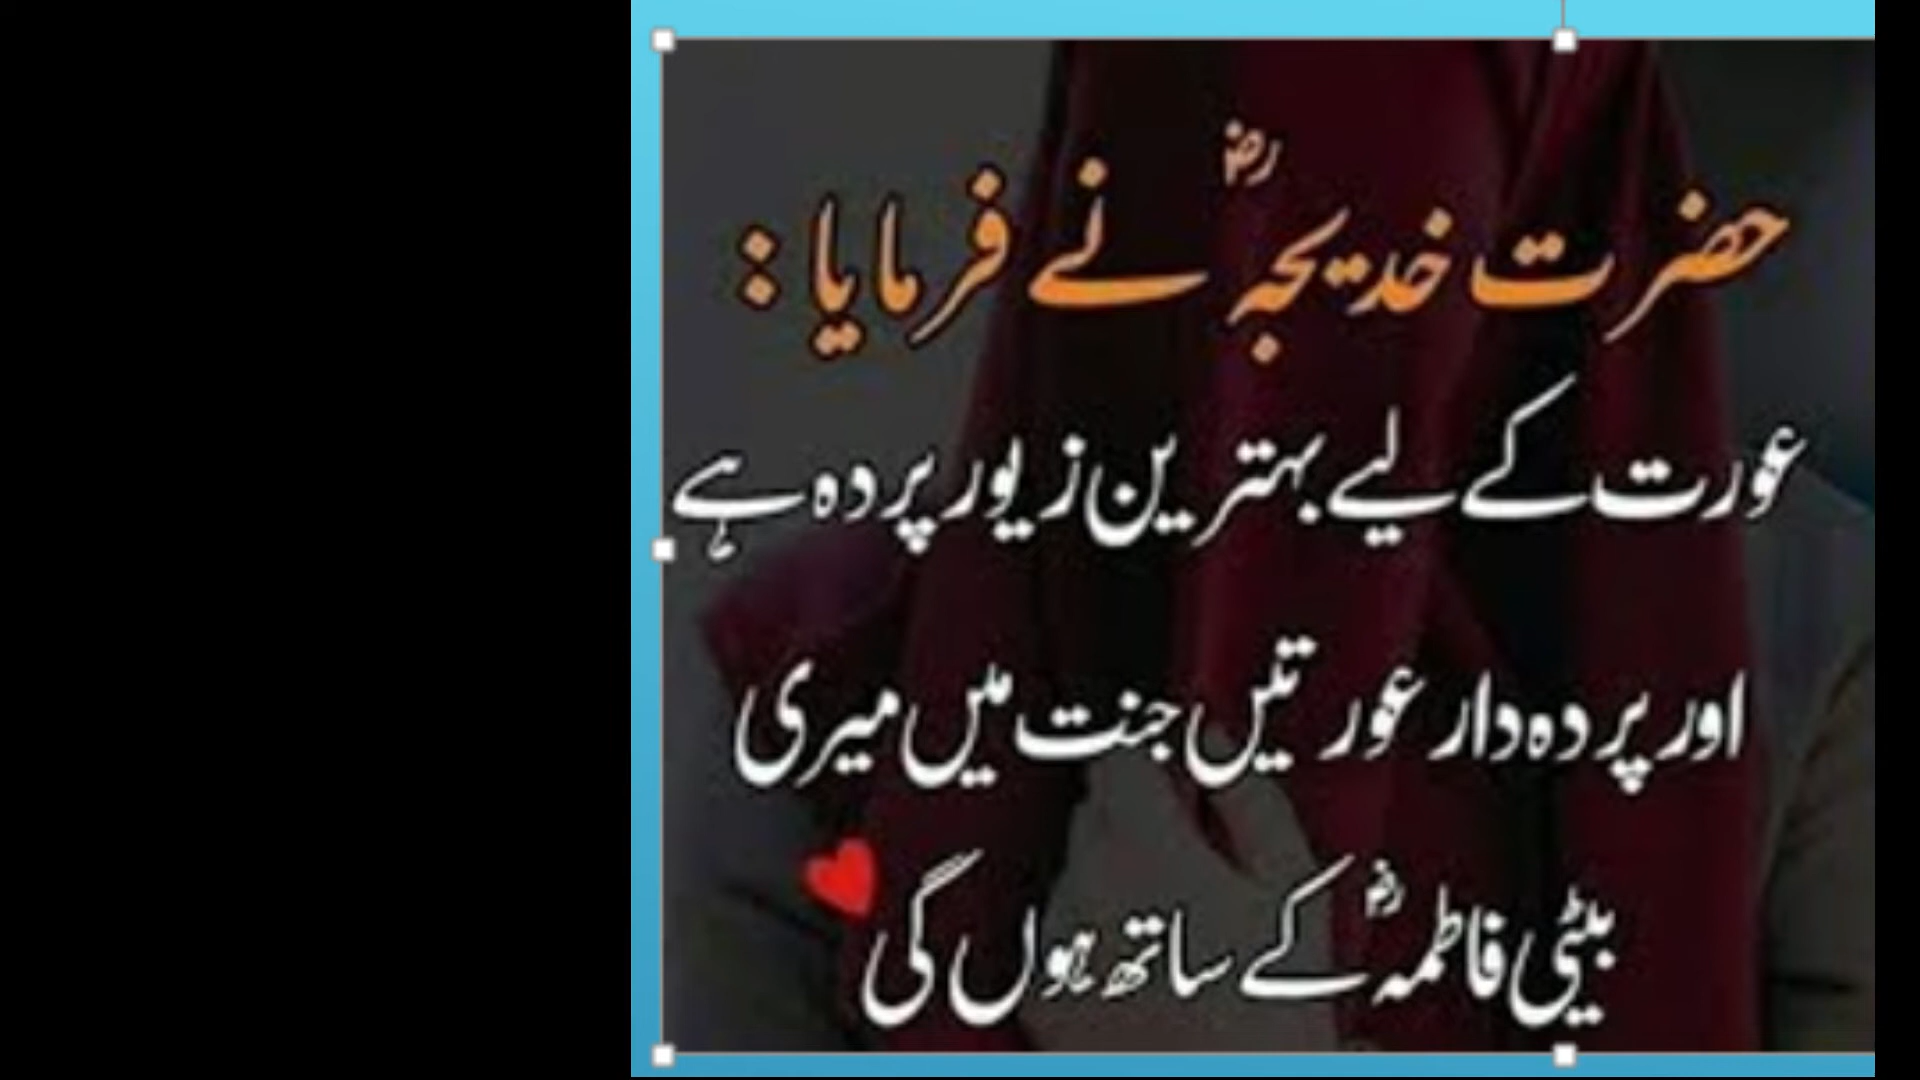 حضرت خدیجہؓ نے فرمایا :
عورت کے لیے بہترین زیور پردہ ہے
اور پردہ دار عورتیں جنت میں میری
بیٹی فاطمہؓ کے ساتھ ہوں گی